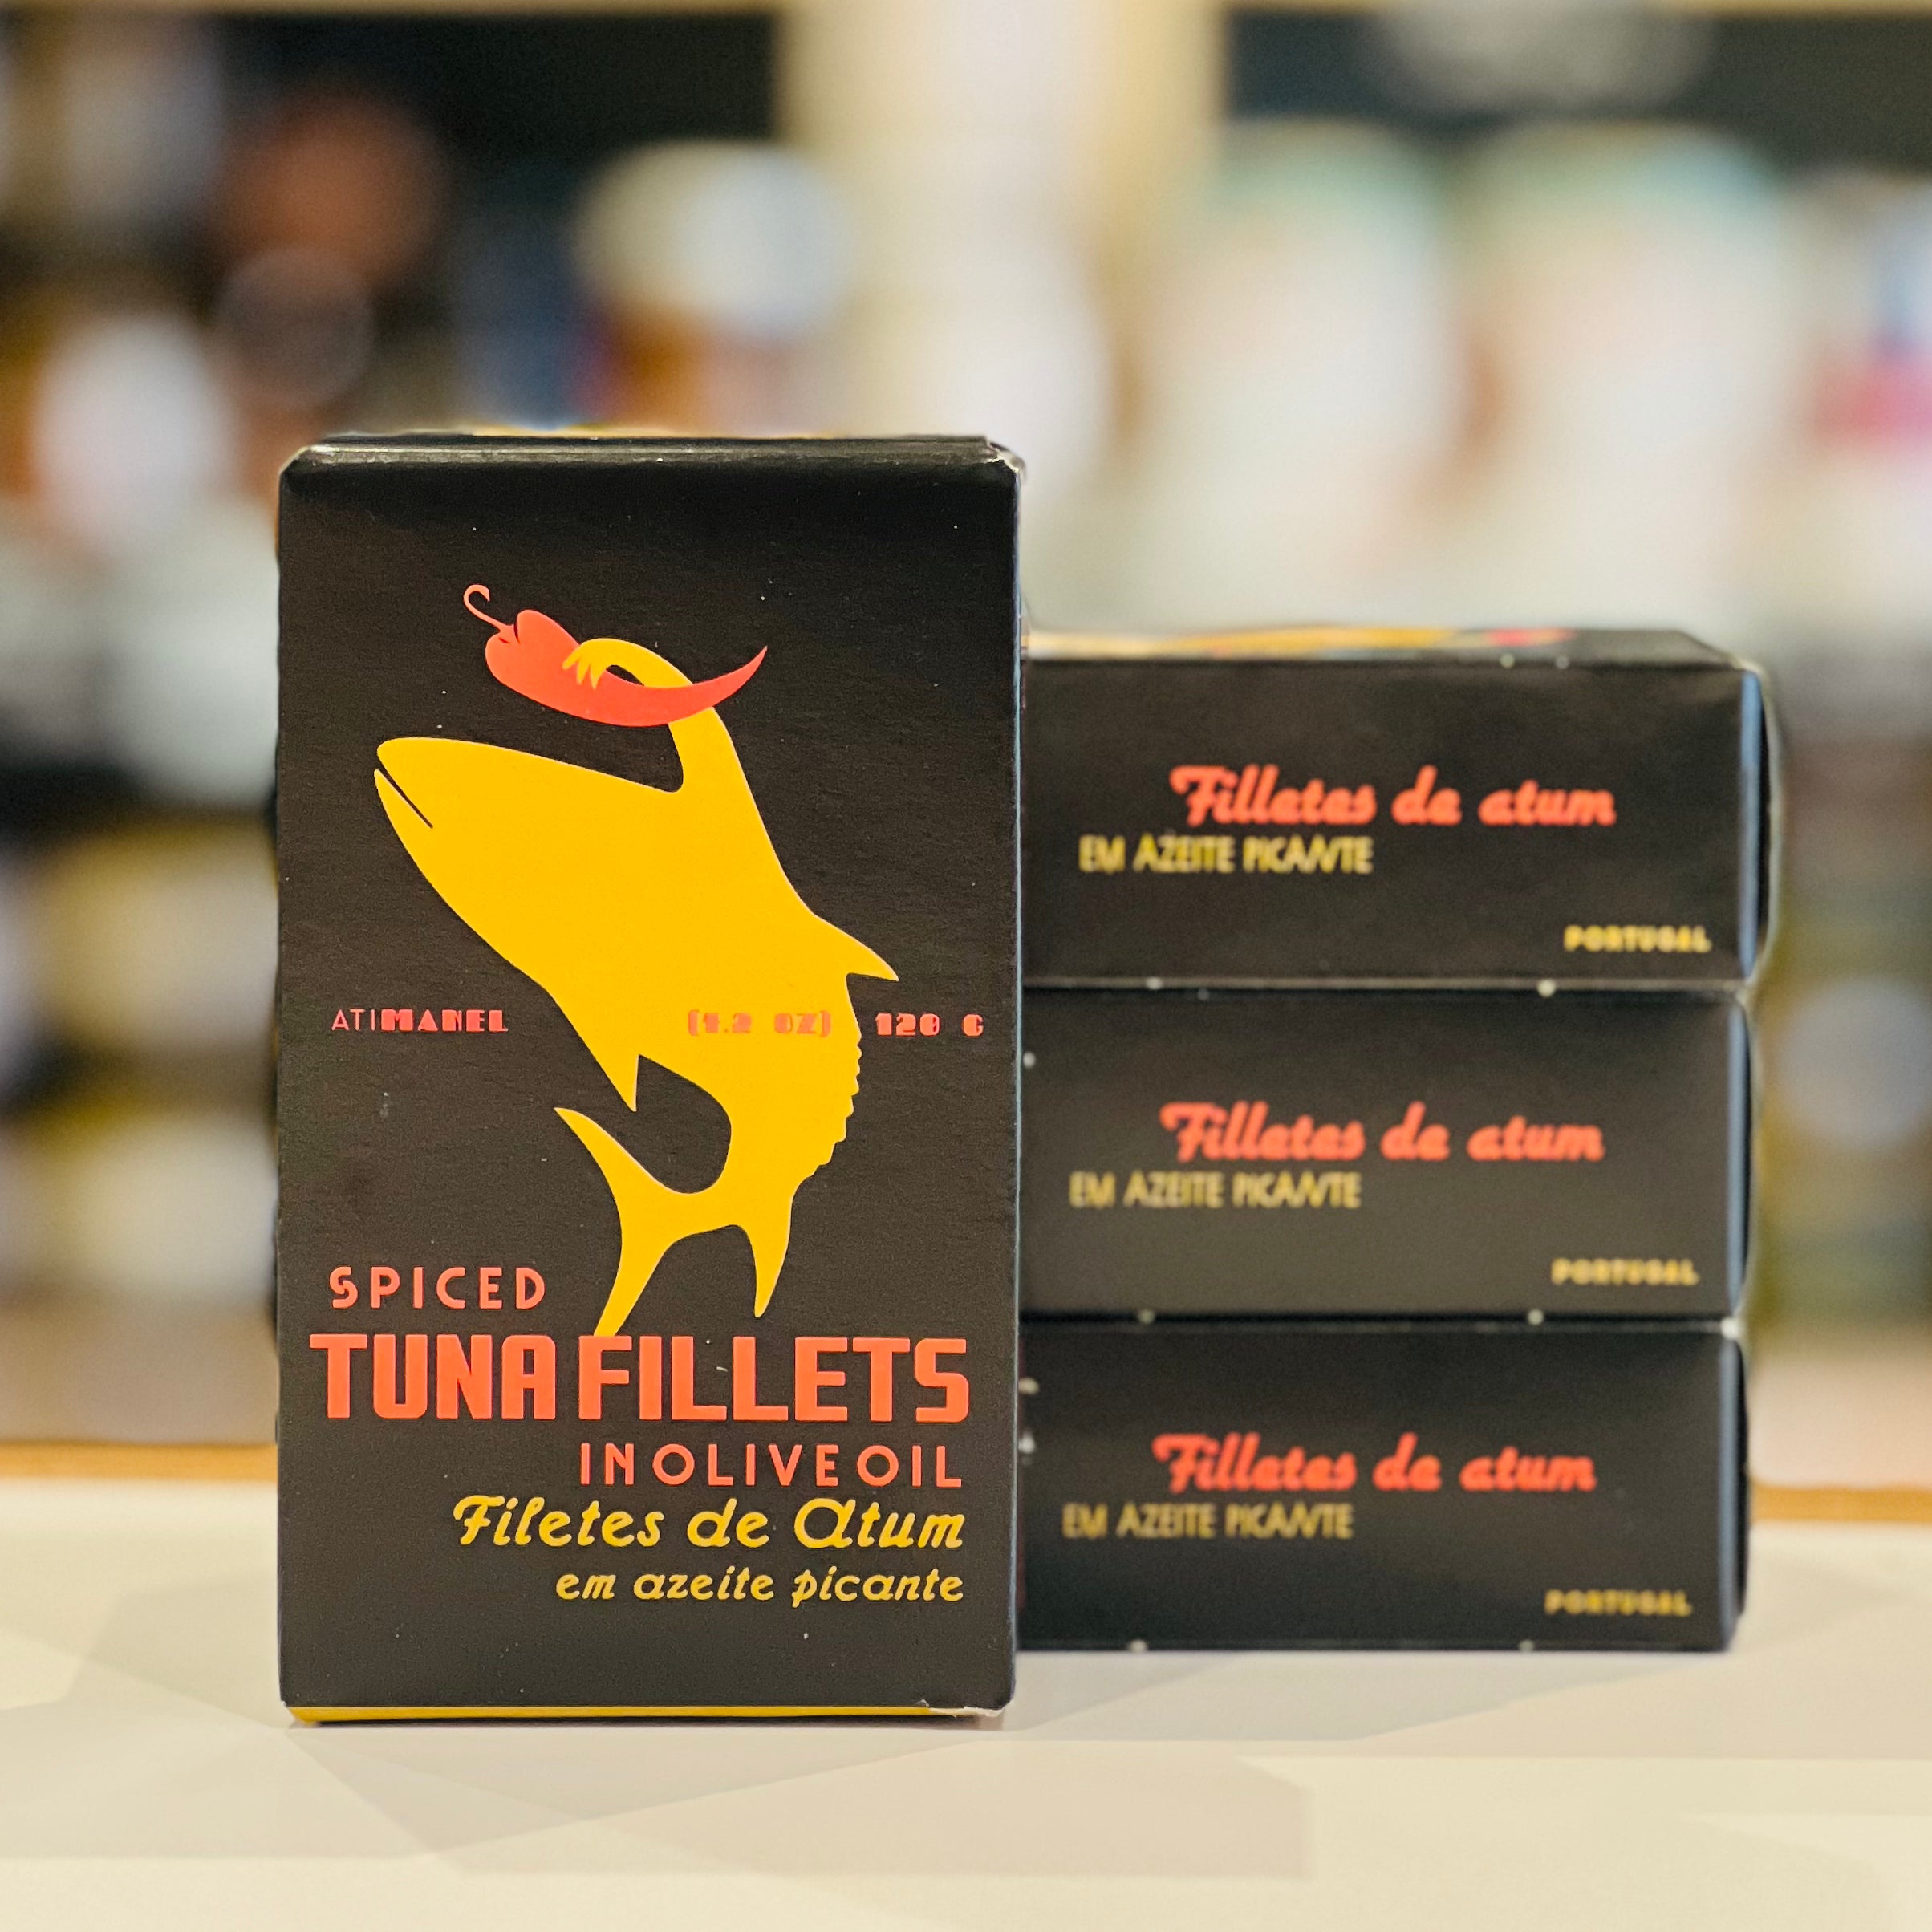 ATIMANEL (4.2 OZ) 120 G
SPICED
TUNA FILLETS
IN OLIVE OIL
Filetes de Atum
em azeite picante
Filletes de atum
EM AZEITE PICANTE
PORTUGAL
Filletes de atum
EM AZEITE PICANTE
PORTUGAL
Filletes de atum
EM AZEITE PICANTE
PORTUGAL